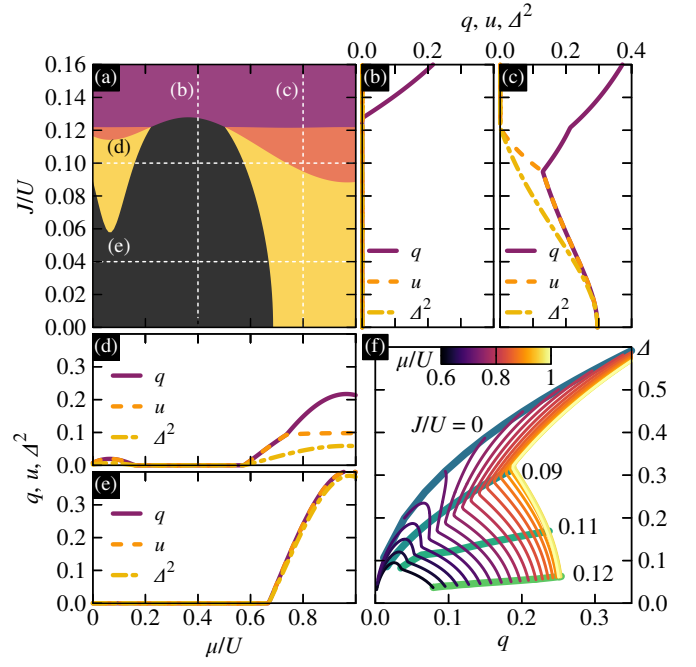 q, u, Δ²
0.0 0.2 0.0 0.2 0.4
0.16
0.14
0.12
0.10
0.08
0.06
0.04
0.02
0.00
J/U
(a)
(b)
(c)
(d)
(e)
(b)
q
u
Δ²
(c)
q
u
Δ²
(d)
0.3
0.2
0.1
0.0
q
u
Δ²
q, u, Δ²
(e)
0.3
0.2
0.1
0.0
q
u
Δ²
0.0 0.2 0.4 0.6 0.8
μ/U
(f)
μ/U
0.6 0.8 1
Δ
J/U = 0
0.09
0.11
0.12
0.5
0.4
0.3
0.2
0.1
0.0
0.0 0.1 0.2 0.3
q